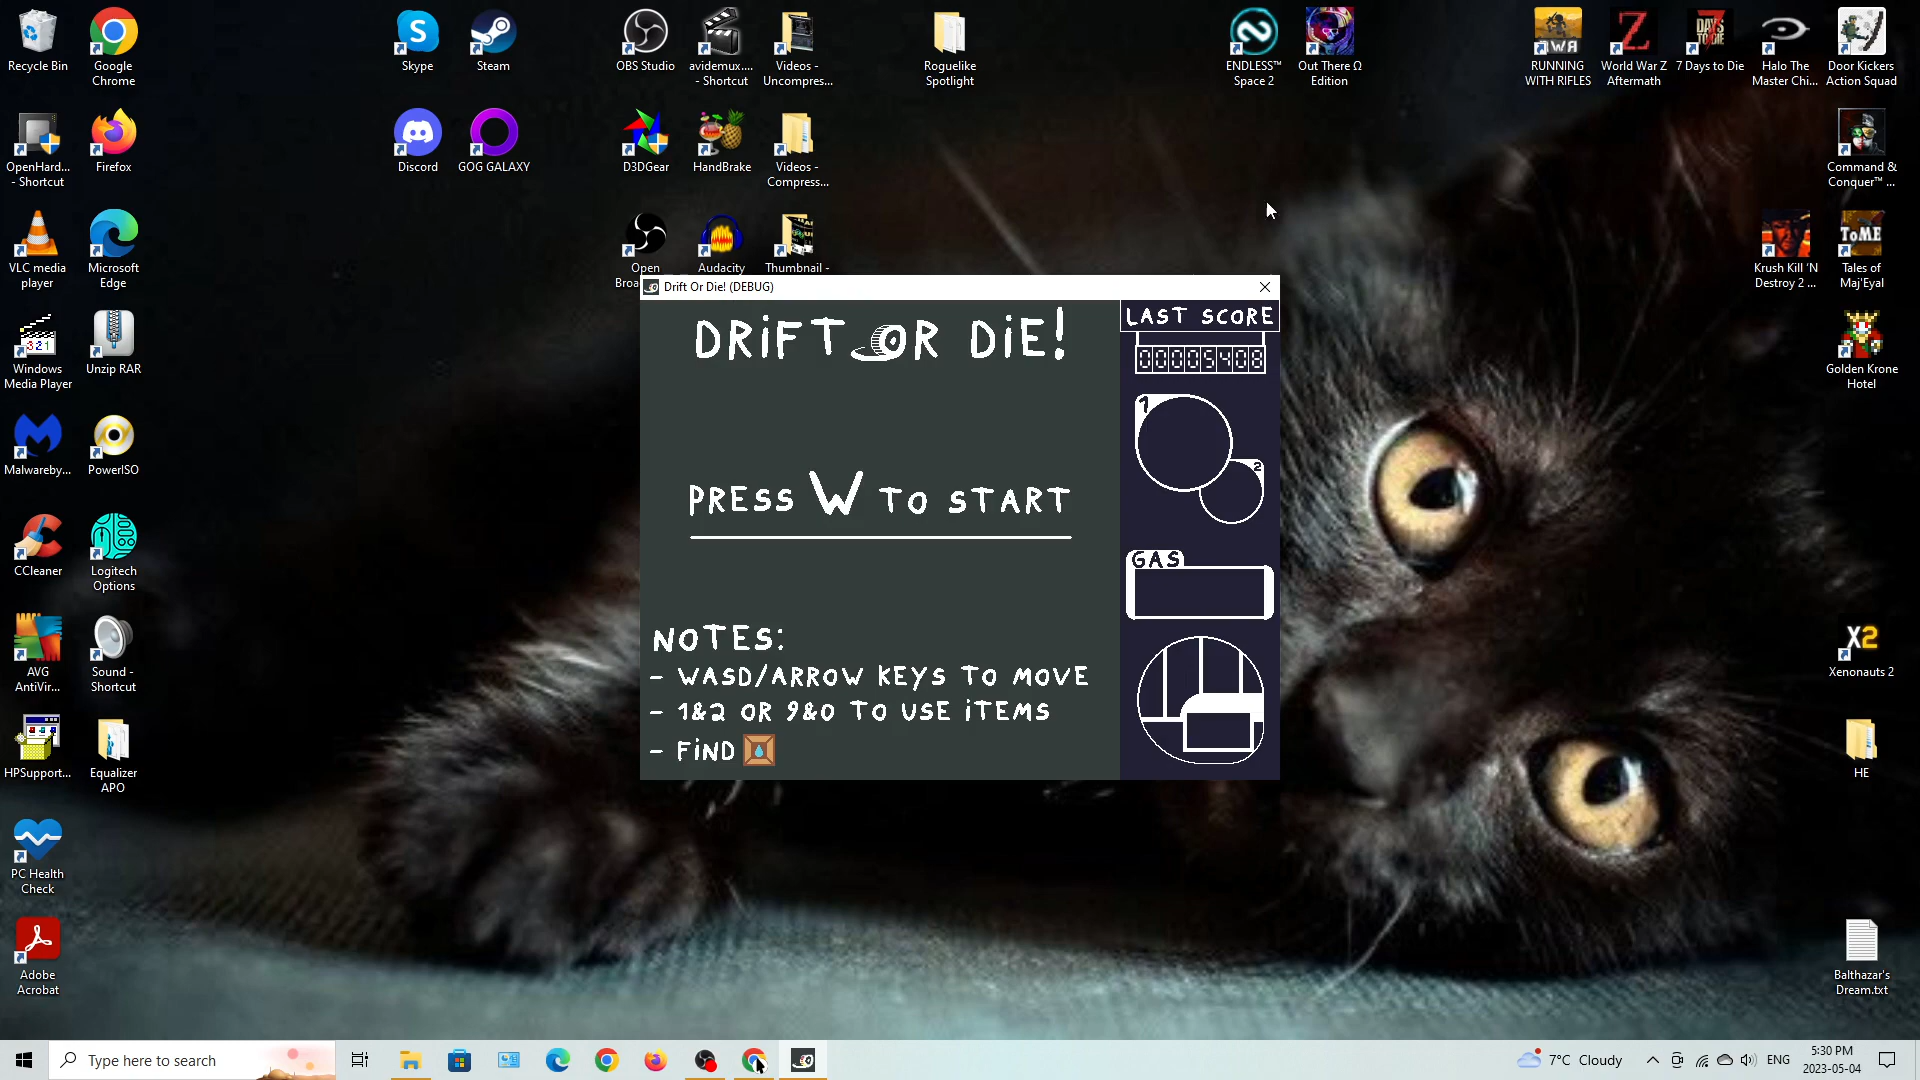 Recycle Bin
Google Chrome
Skype
Steam
OBS Studio
avidemux.... - Shortcut
Videos - Uncompres...
Roguelike Spotlight
ENDLESS™ Space 2
Out There Ω Edition
RUNNING WITH RIFLES
World War Z Aftermath
7 Days to Die
Halo The Master Chi...
Door Kickers Action Squad
OpenHard... - Shortcut
Firefox
Discord
GOG GALAXY
D3DGear
HandBrake
Videos - Compress...
Command & Conquer™ ...
VLC media player
Microsoft Edge
Open Broa
Audacity
Thumbnail -
Krush Kill 'N Destroy 2 ...
ToME
Tales of Maj'Eyal
Drift Or Die! (DEBUG)
DRIFT OR DIE!
LAST SCORE
00005408
1
2
PRESS W TO START
GAS
NOTES:
- WASD/ARROW KEYS TO MOVE
- 1&2 OR 9&0 TO USE ITEMS
- FIND
Windows Media Player
Unzip RAR
Golden Krone Hotel
Malwareby...
PowerISO
CCleaner
Logitech Options
AVG AntiVir...
Sound - Shortcut
X2
Xenonauts 2
HPSupport...
Equalizer APO
HE
PC Health Check
Adobe Acrobat
Balthazar's Dream.txt
Type here to search
7°C Cloudy
ENG
5:30 PM
2023-05-04